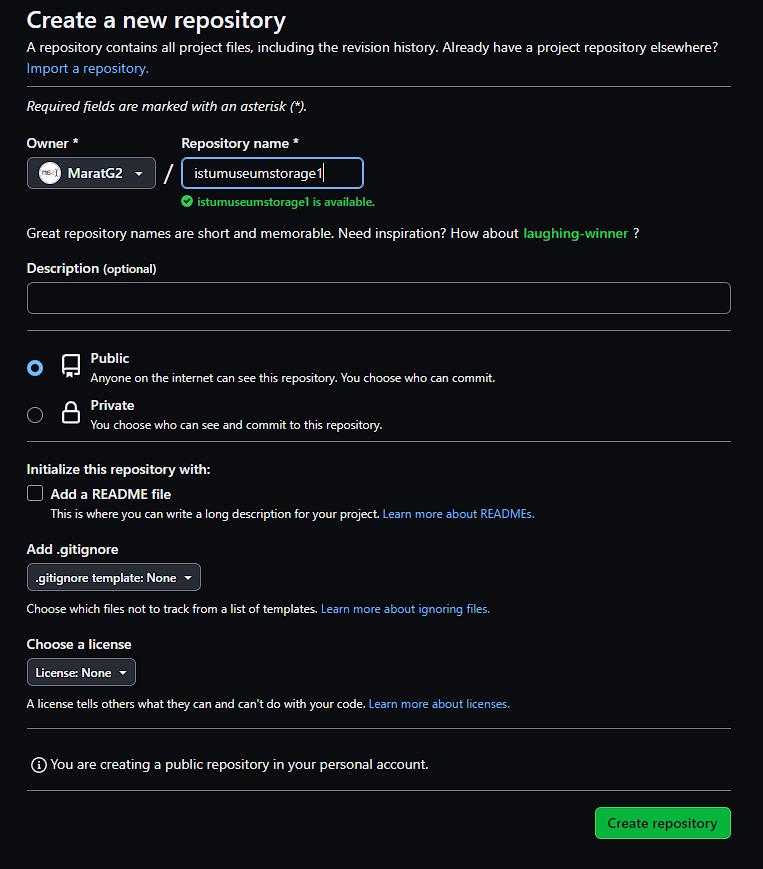 Create a new repository
A repository contains all project files, including the revision history. Already have a project repository elsewhere?
Import a repository.
Required fields are marked with an asterisk (*).
Owner * Repository name *
MaratG2 / istumuseumstorage1
istumuseumstorage1 is available.
Great repository names are short and memorable. Need inspiration? How about laughing-winner ?
Description (optional)
Public
Anyone on the internet can see this repository. You choose who can commit.
Private
You choose who can see and commit to this repository.
Initialize this repository with:
Add a README file
This is where you can write a long description for your project. Learn more about READMEs.
Add .gitignore
.gitignore template: None
Choose which files not to track from a list of templates. Learn more about ignoring files.
Choose a license
License: None
A license tells others what they can and can't do with your code. Learn more about licenses.
You are creating a public repository in your personal account.
Create repository